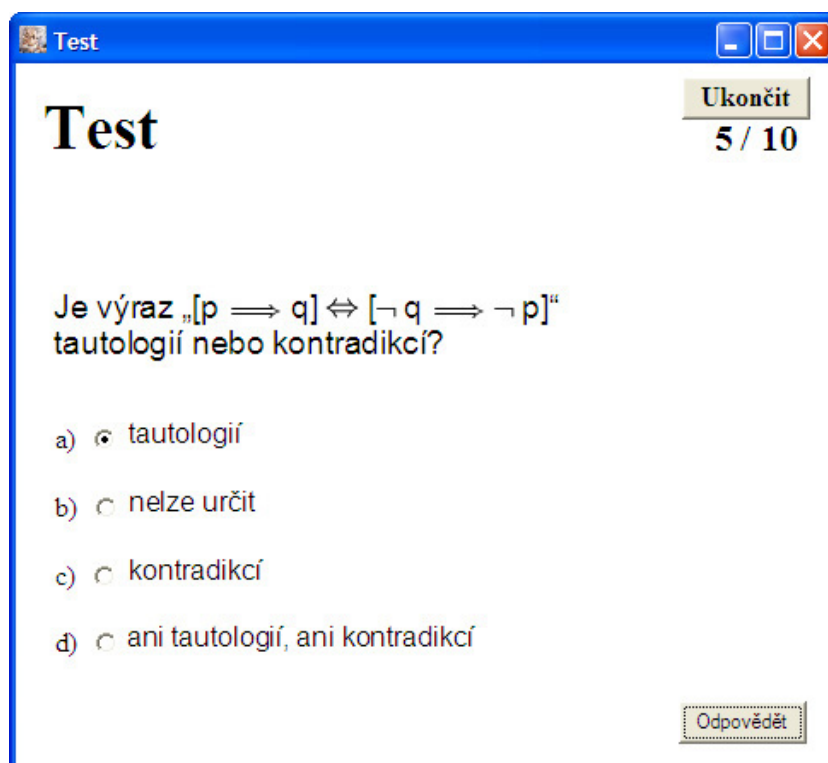 Test
Ukončit
Test
5 / 10
Je výraz „[p ⟹ q] ⇔ [¬ q ⟹ ¬ p]“
tautologií nebo kontradikcí?
a) tautologií
b) nelze určit
c) kontradikcí
d) ani tautologií, ani kontradikcí
Odpovědět